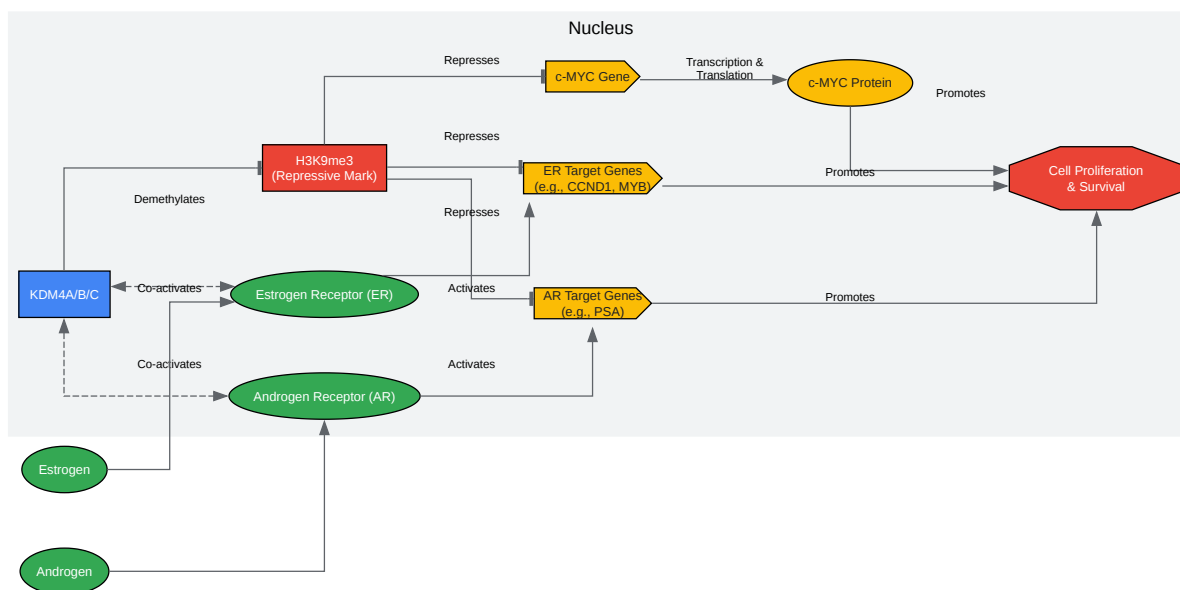 Nucleus
Represses
c-MYC Gene
Transcription &
Translation
c-MYC Protein
Promotes
Represses
H3K9me3
(Repressive Mark)
ER Target Genes
(e.g., CCND1, MYB)
Promotes
Cell Proliferation
& Survival
Demethylates
Represses
KDM4A/B/C
Co-activates
Estrogen Receptor (ER)
Activates
AR Target Genes
(e.g., PSA)
Promotes
Co-activates
Activates
Androgen Receptor (AR)
Estrogen
Androgen